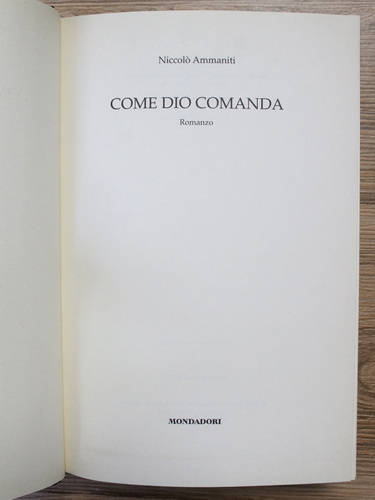 Niccolò Ammaniti
COME DIO COMANDA
Romanzo
MONDADORI